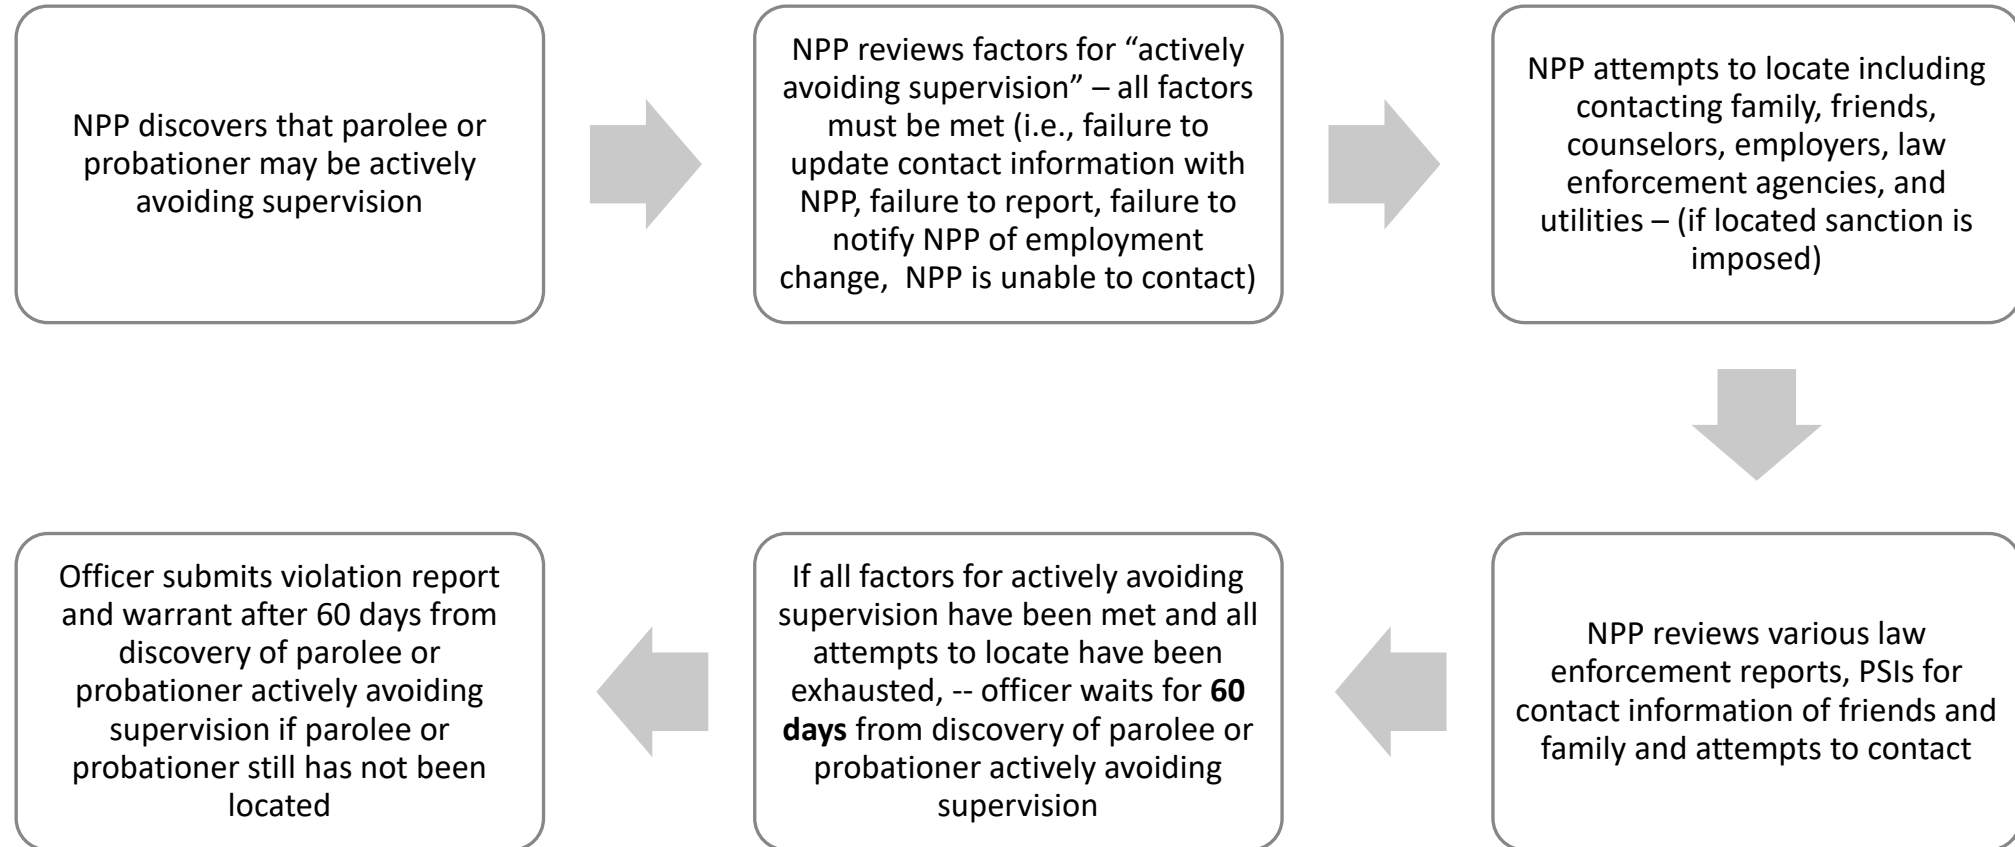 NPP discovers that parolee or
probationer may be actively
avoiding supervision
NPP reviews factors for “actively
avoiding supervision” – all factors
must be met (i.e., failure to
update contact information with
NPP, failure to report, failure to
notify NPP of employment
change,  NPP is unable to contact)
NPP attempts to locate including
contacting family, friends,
counselors, employers, law
enforcement agencies, and
utilities – (if located sanction is
imposed)
NPP reviews various law
enforcement reports, PSIs for
contact information of friends and
family and attempts to contact
If all factors for actively avoiding
supervision have been met and all
attempts to locate have been
exhausted, -- officer waits for 60
days from discovery of parolee or
probationer actively avoiding
supervision
Officer submits violation report
and warrant after 60 days from
discovery of parolee or
probationer actively avoiding
supervision if parolee or
probationer still has not been
located